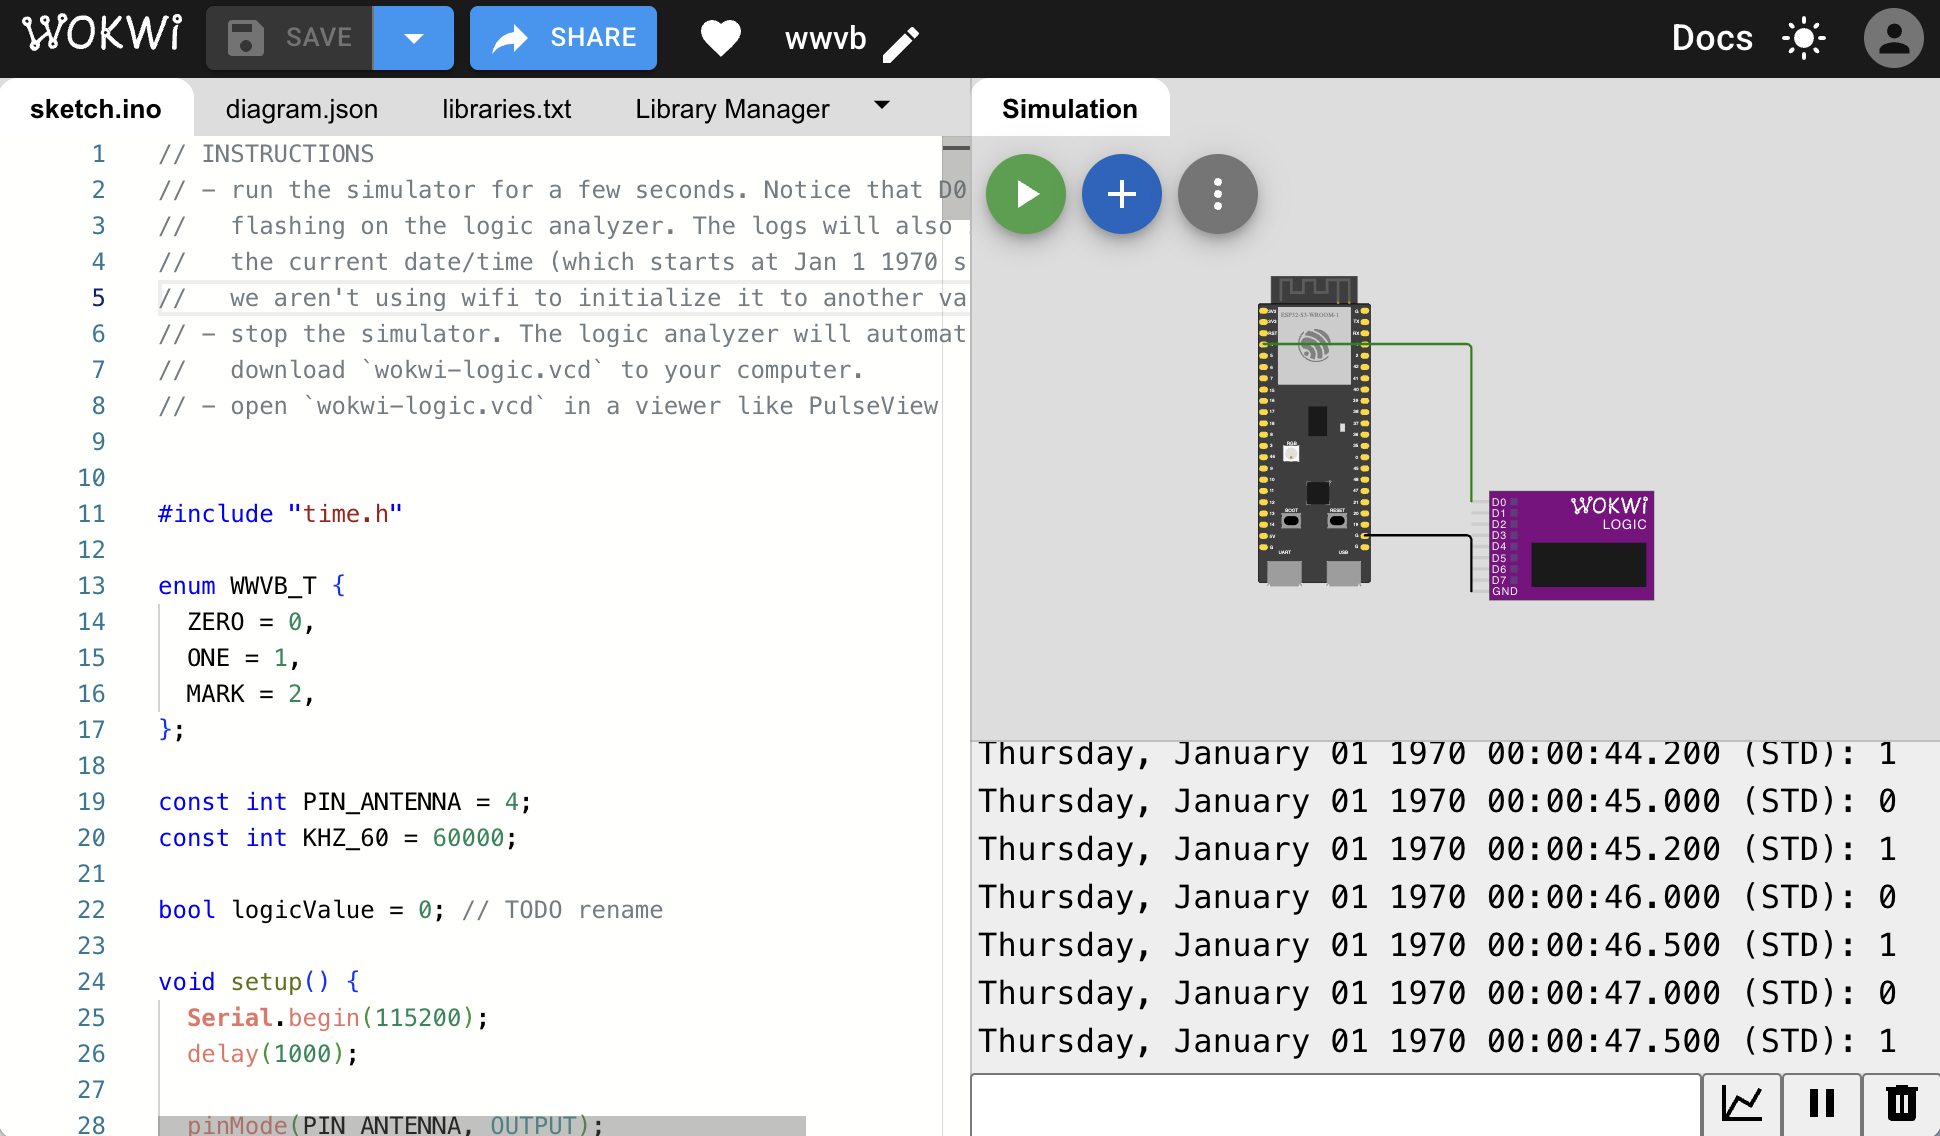 WOKWi SAVE SHARE wwvb Docs
sketch.ino diagram.json libraries.txt Library Manager
1 // INSTRUCTIONS
2 // - run the simulator for a few seconds. Notice that D0
3 //   flashing on the logic analyzer. The logs will also
4 //   the current date/time (which starts at Jan 1 1970 s
5 //   we aren't using wifi to initialize it to another va
6 // - stop the simulator. The logic analyzer will automat
7 //   download `wokwi-logic.vcd` to your computer.
8 // - open `wokwi-logic.vcd` in a viewer like PulseView
9
10
11 #include "time.h"
12
13 enum WWVB_T {
14   ZERO = 0,
15   ONE = 1,
16   MARK = 2,
17 };
18
19 const int PIN_ANTENNA = 4;
20 const int KHZ_60 = 60000;
21
22 bool logicValue = 0; // TODO rename
23
24 void setup() {
25   Serial.begin(115200);
26   delay(1000);
27
28   pinMode(PIN_ANTENNA, OUTPUT);
Simulation
ESP32-S3-WROOM-1
RGB
BOOT RESET
UART USB
WOKWi
LOGIC
D0
D1
D2
D3
D4
D5
D6
D7
GND
Thursday, January 01 1970 00:00:44.200 (STD): 1
Thursday, January 01 1970 00:00:45.000 (STD): 0
Thursday, January 01 1970 00:00:45.200 (STD): 1
Thursday, January 01 1970 00:00:46.000 (STD): 0
Thursday, January 01 1970 00:00:46.500 (STD): 1
Thursday, January 01 1970 00:00:47.000 (STD): 0
Thursday, January 01 1970 00:00:47.500 (STD): 1